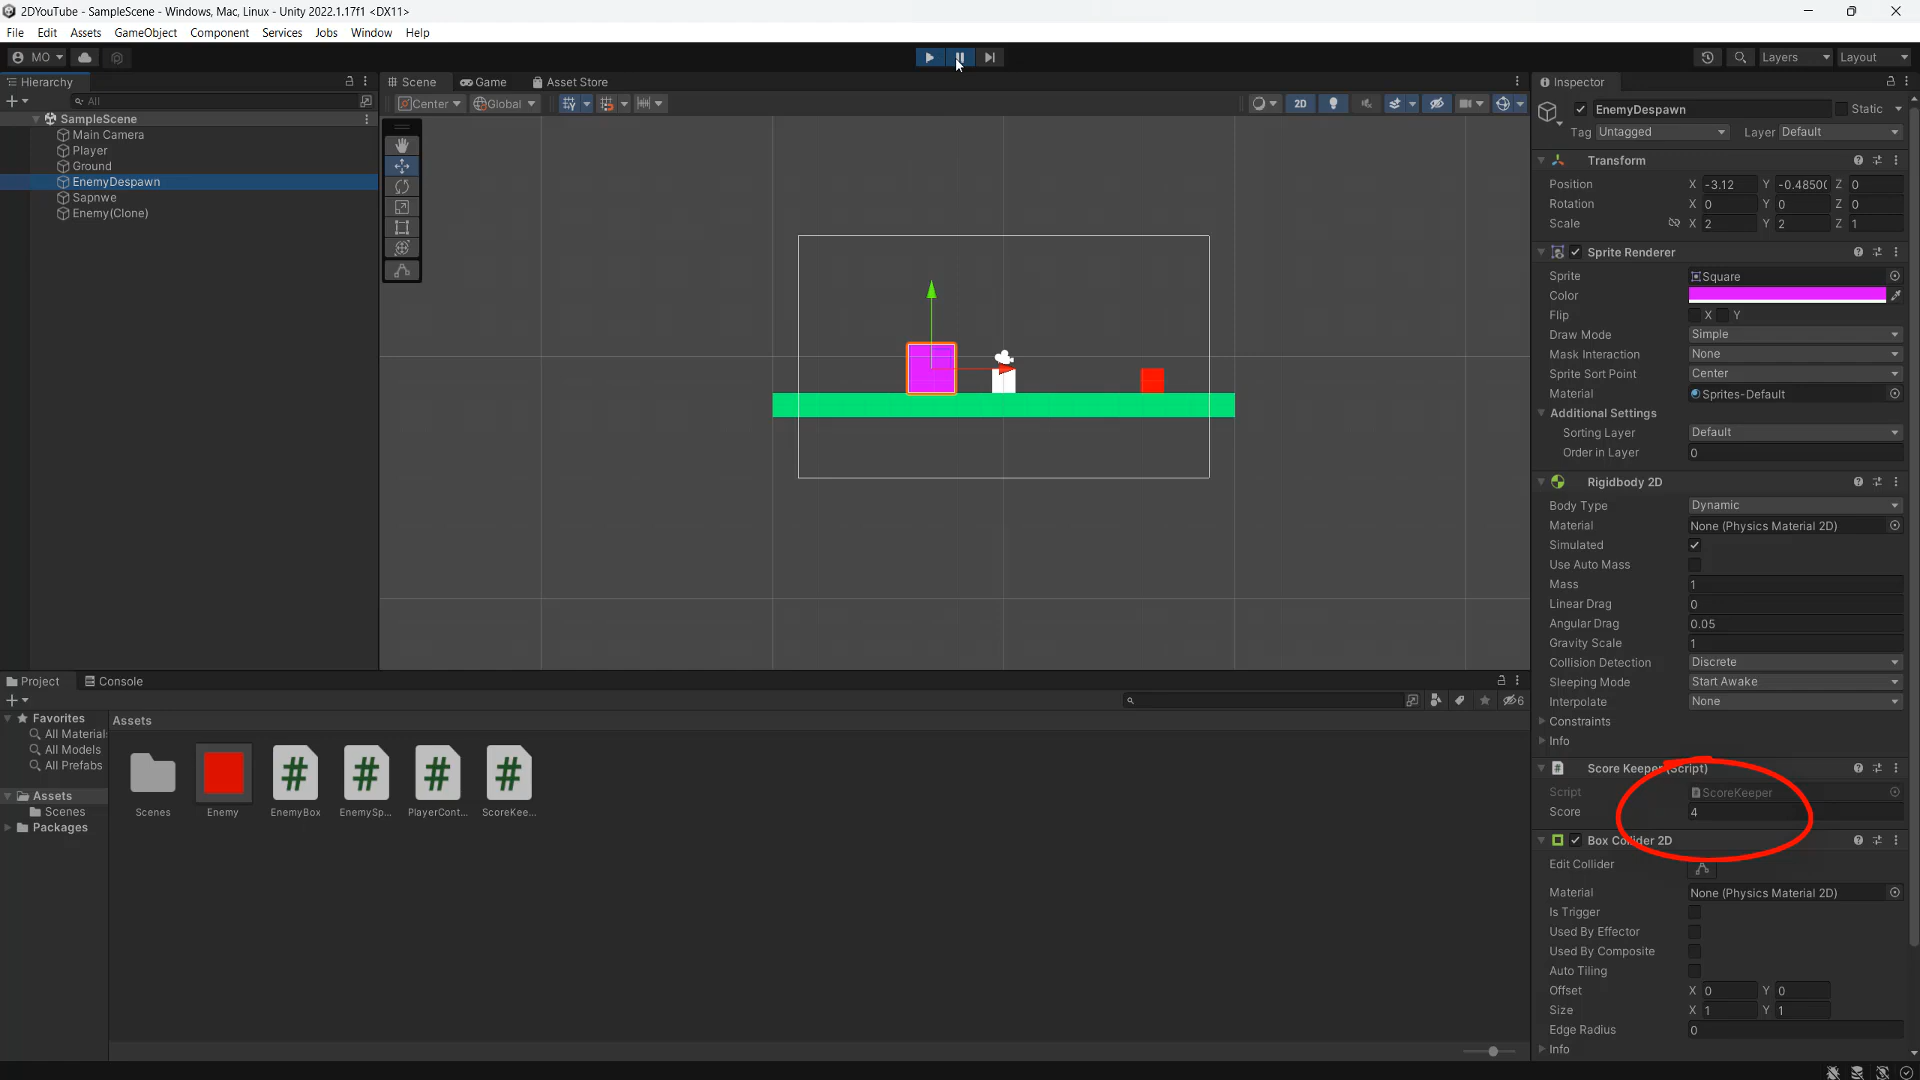 2DYouTube - SampleScene - Windows, Mac, Linux - Unity 2022.1.17f1 <DX11>
File Edit Assets GameObject Component Services Jobs Window Help
MO
Layers Layout
Hierarchy
All
SampleScene
Main Camera
Player
Ground
EnemyDespawn
Sapnwe
Enemy(Clone)
Scene Game Asset Store
Center Global 2D
Inspector
EnemyDespawn Static
Tag Untagged Layer Default
Transform
Position X -3.12 Y -0.4850( Z 0
Rotation X 0 Y 0 Z 0
Scale X 2 Y 2 Z 1
Sprite Renderer
Sprite Square
Color
Flip X Y
Draw Mode Simple
Mask Interaction None
Sprite Sort Point Center
Material Sprites-Default
Additional Settings
Sorting Layer Default
Order in Layer 0
Rigidbody 2D
Body Type Dynamic
Material None (Physics Material 2D)
Simulated
Use Auto Mass
Mass 1
Linear Drag 0
Angular Drag 0.05
Gravity Scale 1
Collision Detection Discrete
Sleeping Mode Start Awake
Interpolate None
Constraints
Info
# Score Keeper (Script)
Script ScoreKeeper
Score 4
Box Collider 2D
Edit Collider
Material None (Physics Material 2D)
Is Trigger
Used By Effector
Used By Composite
Auto Tiling
Offset X 0 Y 0
Size X 1 Y 1
Edge Radius 0
Info
Project Console
6
Favorites
All Material
All Models
All Prefabs
Assets
Scenes
Packages
Assets
# # # #
Scenes Enemy EnemyBox EnemySp... PlayerCont... ScoreKee...